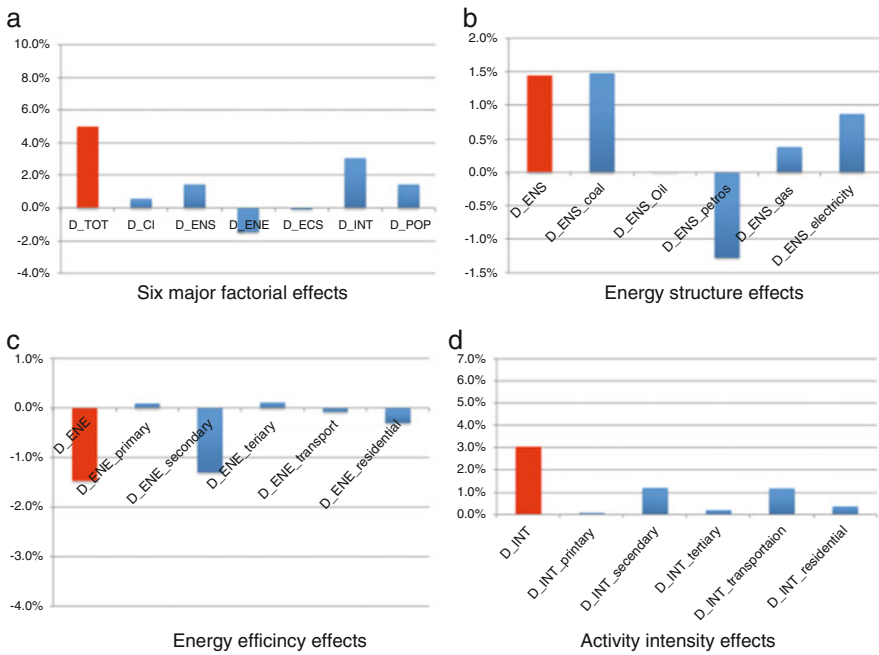 a
10.0%
8.0%
6.0%
4.0%
2.0%
0.0%
-2.0%
-4.0%
D_TOT D_CI D_ENS D_ENE D_ECS D_INT D_POP
Six major factorial effects
b
2.0%
1.5%
1.0%
0.5%
0.0%
-0.5%
-1.0%
-1.5%
D_ENS
D_ENS_coal
D_ENS_Oil
D_ENS_petros
D_ENS_gas
D_ENS_electricity
Energy structure effects
c
1.0%
0.0%
-1.0%
-2.0%
-3.0%
-4.0%
D_ENE
D_ENE_primary
D_ENE_secondary
D_ENE_teriary
D_ENE_transport
D_ENE_residential
Energy efficincy effects
d
7.0%
6.0%
5.0%
4.0%
3.0%
2.0%
1.0%
0.0%
D_INT
D_INT_printary
D_INT_secendary
D_INT_tertiary
D_INT_transportaion
D_INT_residential
Activity intensity effects